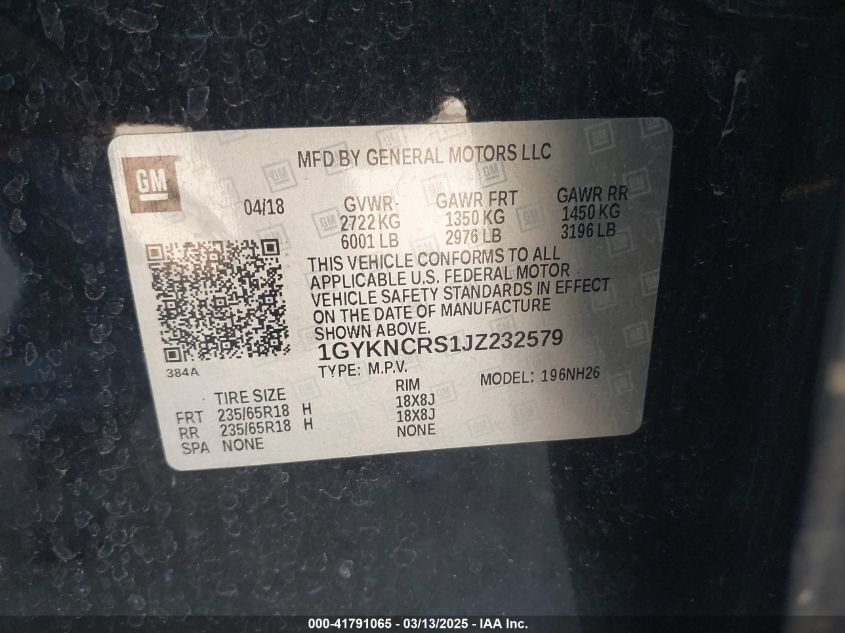 MFD BY GENERAL MOTORS LLC
GM
04/18 GVWR GAWR FRT GAWR RR
2722 KG 1350 KG 1450 KG
6001 LB 2976 LB 3196 LB
THIS VEHICLE CONFORMS TO ALL
APPLICABLE U.S. FEDERAL MOTOR
VEHICLE SAFETY STANDARDS IN EFFECT
ON THE DATE OF MANUFACTURE
SHOWN ABOVE.
1GYKNCRS1JZ232579
384A TYPE: M.P.V. MODEL: 196NH26
TIRE SIZE RIM
FRT 235/65R18 H 18X8J
RR 235/65R18 H 18X8J
SPA NONE NONE
000-41791065 / 03/13/2025 - IAA Inc.